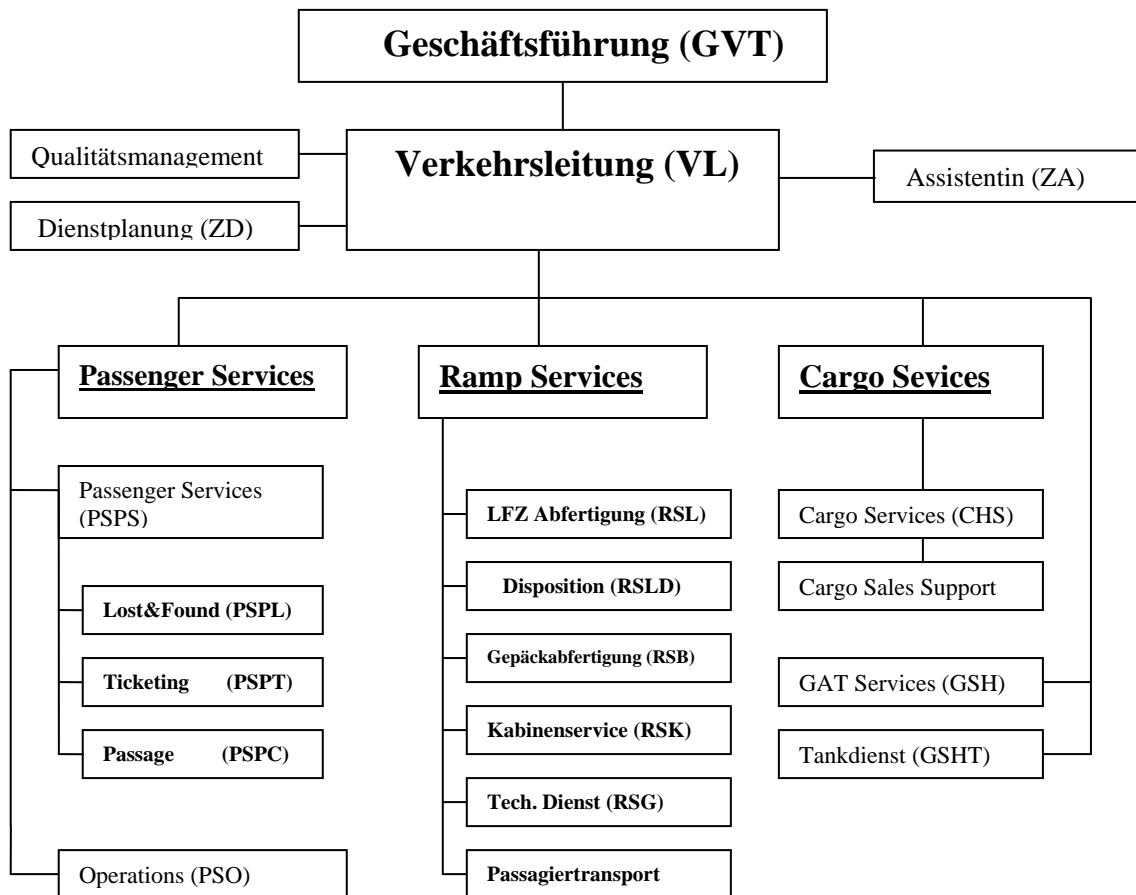 Geschäftsführung (GVT)
Qualitätsmanagement
Verkehrsleitung (VL)
Assistentin (ZA)
Dienstplanung (ZD)
Passenger Services
Ramp Services
Cargo Sevices
Passenger Services
(PSPS)
LFZ Abfertigung (RSL)
Cargo Services (CHS)
Disposition (RSLD)
Cargo Sales Support
Lost&Found (PSPL)
Gepäckabfertigung (RSB)
Ticketing (PSPT)
GAT Services (GSH)
Kabinenservice (RSK)
Passage (PSPC)
Tankdienst (GSHT)
Tech. Dienst (RSG)
Operations (PSO)
Passagiertransport